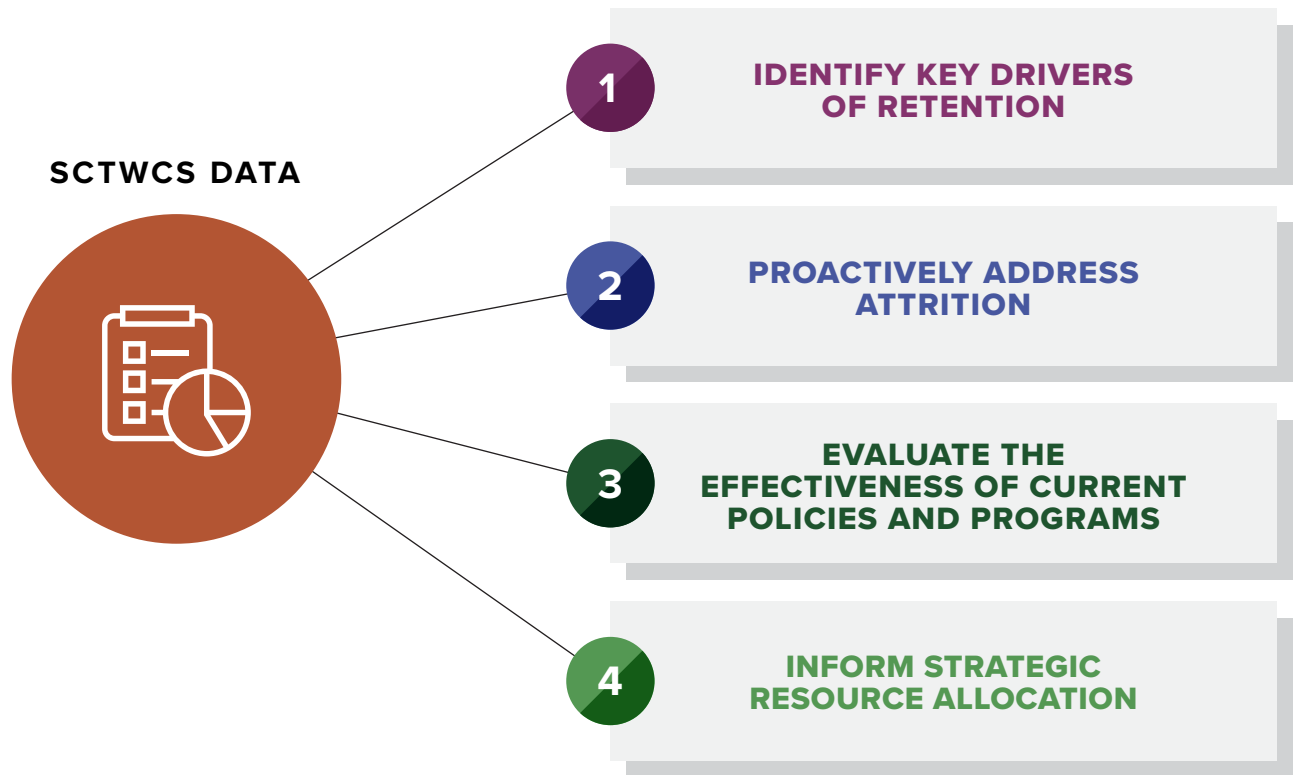 SCTWCS DATA
1
IDENTIFY KEY DRIVERS
OF RETENTION
2
PROACTIVELY ADDRESS
ATTRITION
3
EVALUATE THE
EFFECTIVENESS OF CURRENT
POLICIES AND PROGRAMS
4
INFORM STRATEGIC
RESOURCE ALLOCATION